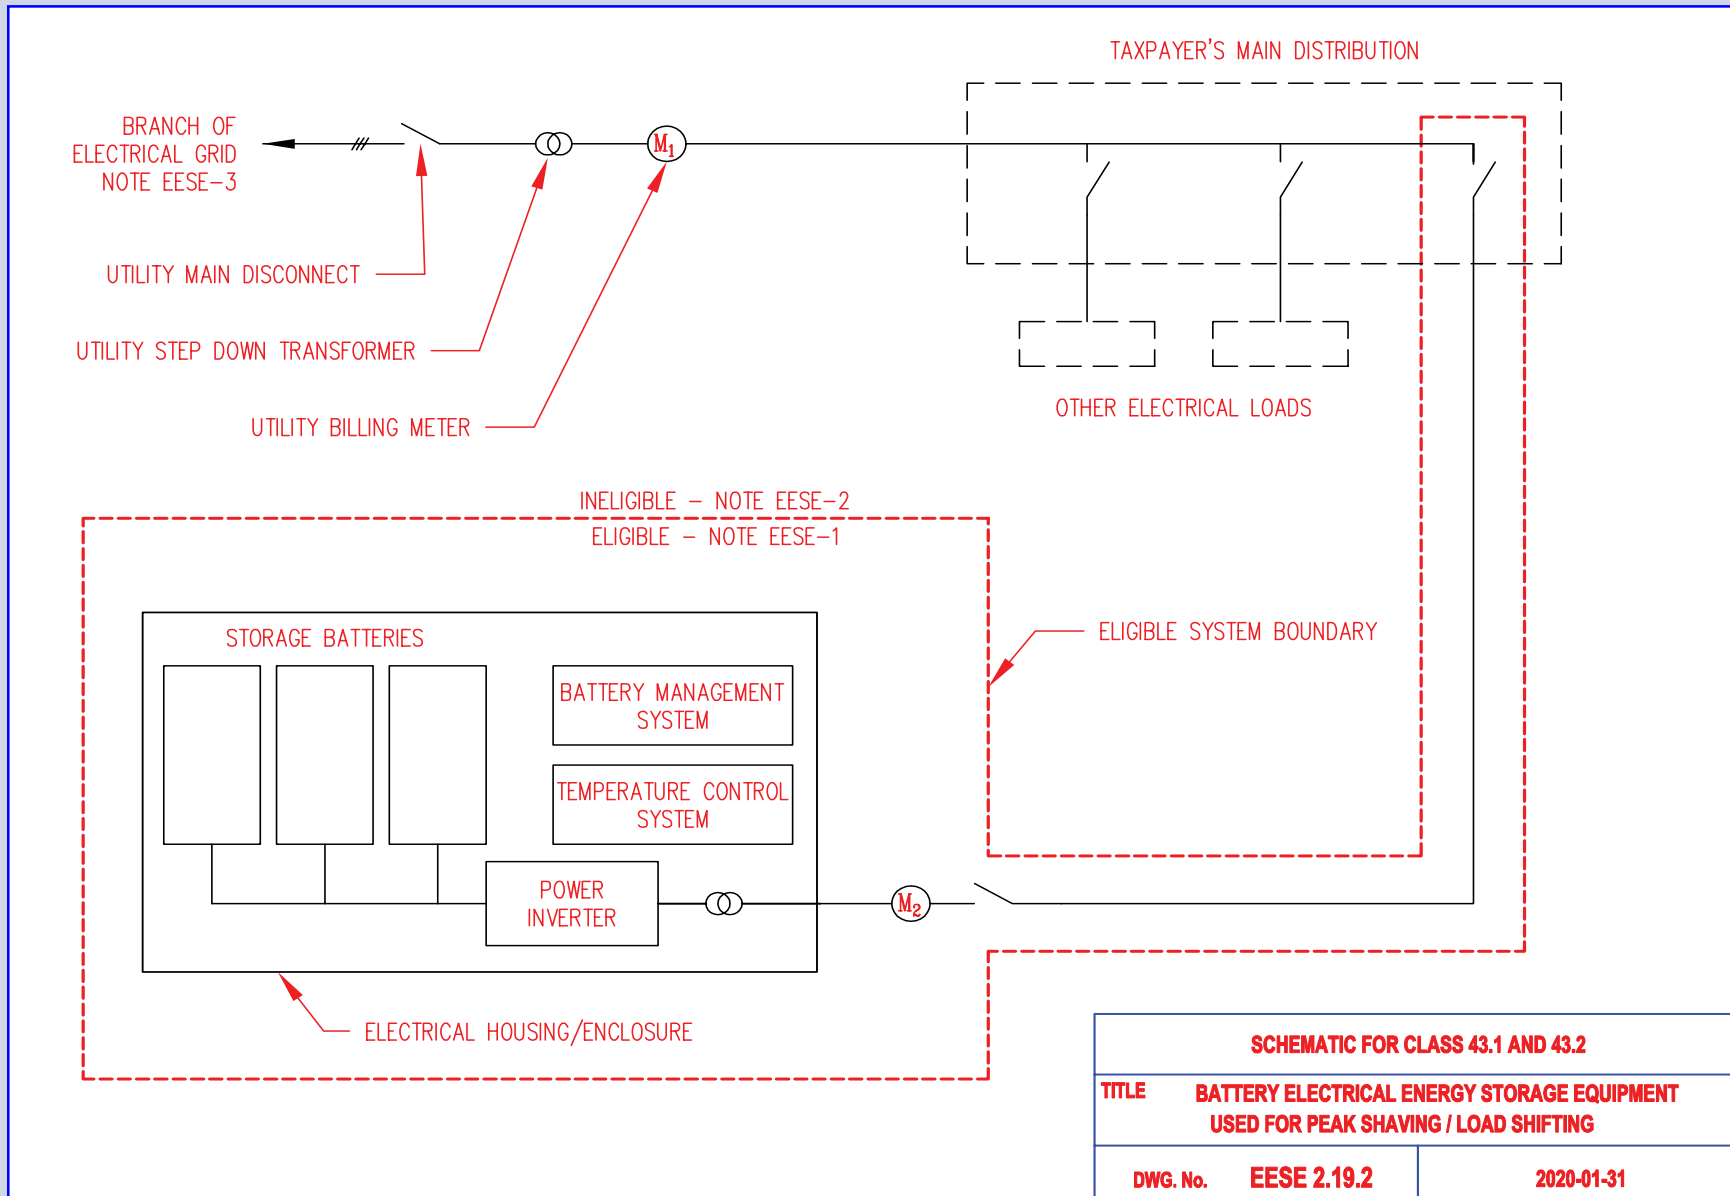 TAXPAYER'S MAIN DISTRIBUTION
BRANCH OF
ELECTRICAL GRID
NOTE EESE-3
M1
UTILITY MAIN DISCONNECT
UTILITY STEP DOWN TRANSFORMER
UTILITY BILLING METER
OTHER ELECTRICAL LOADS
INELIGIBLE - NOTE EESE-2
ELIGIBLE - NOTE EESE-1
ELIGIBLE SYSTEM BOUNDARY
STORAGE BATTERIES
BATTERY MANAGEMENT
SYSTEM
TEMPERATURE CONTROL
SYSTEM
POWER
INVERTER
M2
ELECTRICAL HOUSING/ENCLOSURE
SCHEMATIC FOR CLASS 43.1 AND 43.2
TITLE BATTERY ELECTRICAL ENERGY STORAGE EQUIPMENT
USED FOR PEAK SHAVING / LOAD SHIFTING
DWG. No. EESE 2.19.2 2020-01-31